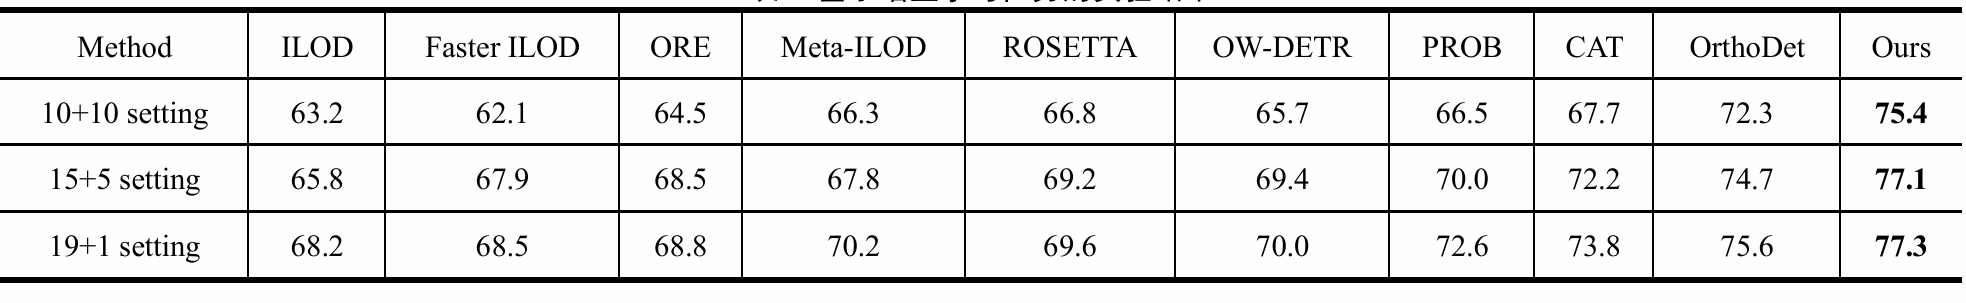 Method ILOD Faster ILOD ORE Meta-ILOD ROSETTA OW-DETR PROB CAT OrthoDet Ours
10+10 setting 63.2 62.1 64.5 66.3 66.8 65.7 66.5 67.7 72.3 75.4
15+5 setting 65.8 67.9 68.5 67.8 69.2 69.4 70.0 72.2 74.7 77.1
19+1 setting 68.2 68.5 68.8 70.2 69.6 70.0 72.6 73.8 75.6 77.3